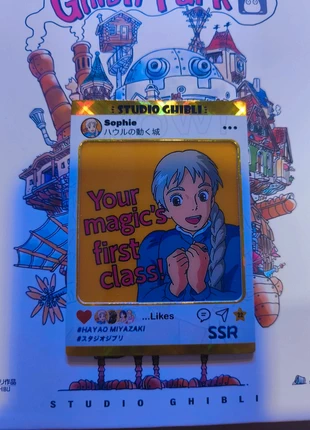 Ghibli Park
STUDIO GHIBLI
Sophie
ハウルの動く城
Your
magic's
first
class!
...Likes
#HAYAO MIYAZAKI
#スタジオジブリ
SSR
STUDIO GHIBLI